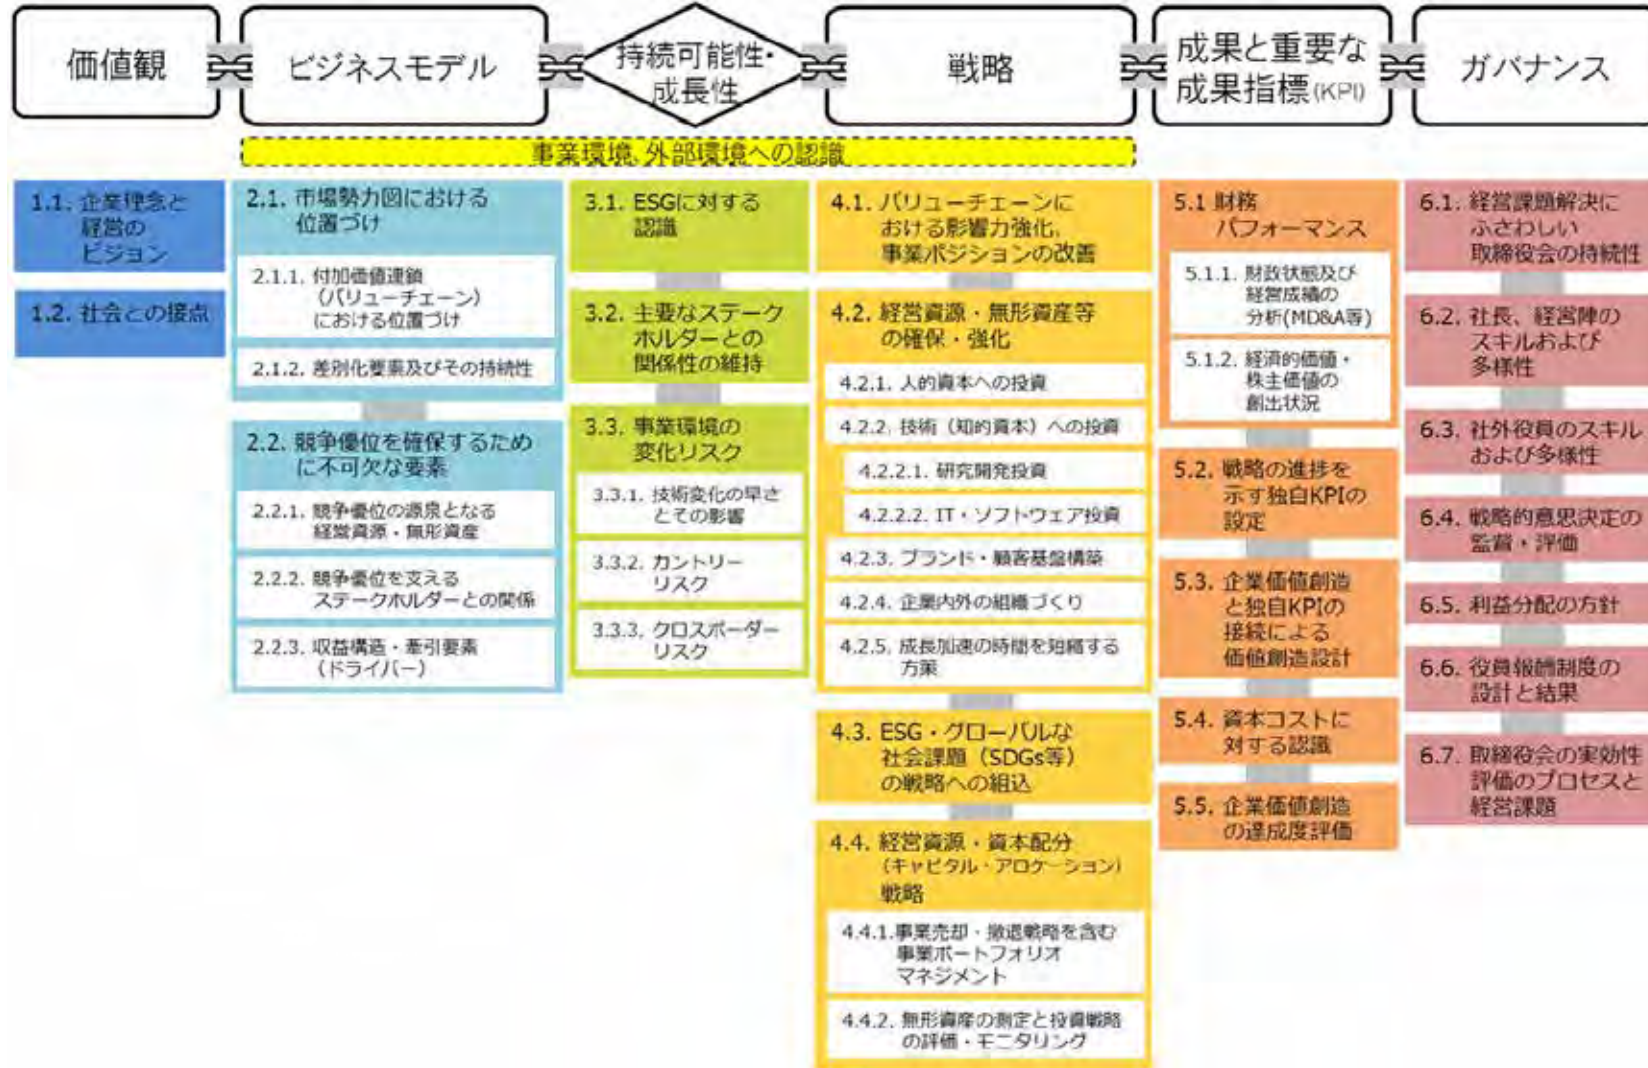 価値観
ビジネスモデル
持続可能性・
成長性
戦略
成果と重要な
成果指標(KPI)
ガバナンス
事業環境、外部環境への認識
1.1. 企業理念と
経営の
ビジョン
1.2. 社会との接点
2.1. 市場勢力図における
位置づけ
2.1.1. 付加価値連鎖
(バリューチェーン)
における位置づけ
2.1.2. 差別化要素及びその持続性
2.2. 競争優位を確保するため
に不可欠な要素
2.2.1. 競争優位の源泉となる
経営資源・無形資産
2.2.2. 競争優位を支える
ステークホルダーとの関係
2.2.3. 収益構造・牽引要素
(ドライバー)
3.1. ESGに対する
認識
3.2. 主要なステーク
ホルダーとの
関係性の維持
3.3. 事業環境の
変化リスク
3.3.1. 技術変化の早さ
とその影響
3.3.2. カントリー
リスク
3.3.3. クロスボーダー
リスク
4.1. バリューチェーンに
おける影響力強化、
事業ポジションの改善
4.2. 経営資源・無形資産等
の確保・強化
4.2.1. 人的資本への投資
4.2.2. 技術(知的資本)への投資
4.2.2.1. 研究開発投資
4.2.2.2. IT・ソフトウェア投資
4.2.3. ブランド・顧客基盤構築
4.2.4. 企業内外の組織づくり
4.2.5. 成長加速の時間を短縮する
方策
4.3. ESG・グローバルな
社会課題(SDGs等)
の戦略への組込
4.4. 経営資源・資本配分
(キャピタル・アロケーション)
戦略
4.4.1.事業売却・撤退戦略を含む
事業ポートフォリオ
マネジメント
4.4.2. 無形資産の測定と投資戦略
の評価・モニタリング
5.1 財務
パフォーマンス
5.1.1. 財政状態及び
経営成績の
分析(MD&A等)
5.1.2. 経済的価値・
株主価値の
創出状況
5.2. 戦略の進捗を
示す独自KPIの
設定
5.3. 企業価値創造
と独自KPIの
接続による
価値創造設計
5.4. 資本コストに
対する認識
5.5. 企業価値創造
の達成度評価
6.1. 経営課題解決に
ふさわしい
取締役会の持続性
6.2. 社長、経営陣の
スキルおよび
多様性
6.3. 社外役員のスキル
および多様性
6.4. 戦略的意思決定の
監督・評価
6.5. 利益分配の方針
6.6. 役員報酬制度の
設計と結果
6.7. 取締役会の実効性
評価のプロセスと
経営課題